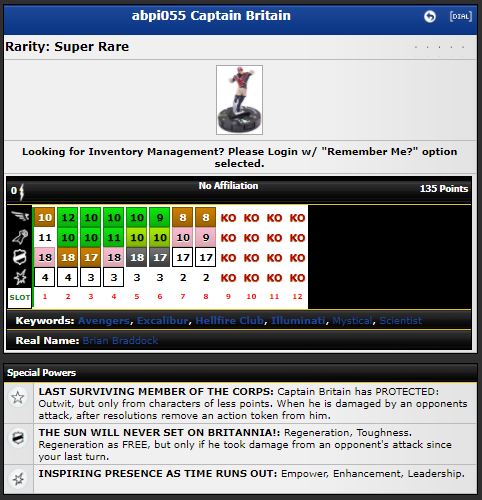 abpi055 Captain Britain
[DIAL]
Rarity: Super Rare
Looking for Inventory Management? Please Login w/ "Remember Me?" option
selected.
0 No Affiliation 135 Points
10 12 10 10 10 9 8 8 KO KO KO KO
11 10 10 11 10 10 10 9 KO KO KO KO
18 18 17 18 18 17 17 17 KO KO KO KO
4 4 3 3 3 3 2 2 KO KO KO KO
SLOT 1 2 3 4 5 6 7 8 9 10 11 12
Keywords: Avengers, Excalibur, Hellfire Club, Illuminati, Mystical, Scientist
Real Name: Brian Braddock
Special Powers
LAST SURVIVING MEMBER OF THE CORPS: Captain Britain has PROTECTED:
Outwit, but only from characters of less points. When he is damaged by an opponents
attack, after resolutions remove an action token from him.
THE SUN WILL NEVER SET ON BRITANNIA!: Regeneration, Toughness.
Regeneration as FREE, but only if he took damage from an opponent's attack since
your last turn.
INSPIRING PRESENCE AS TIME RUNS OUT: Empower, Enhancement, Leadership.